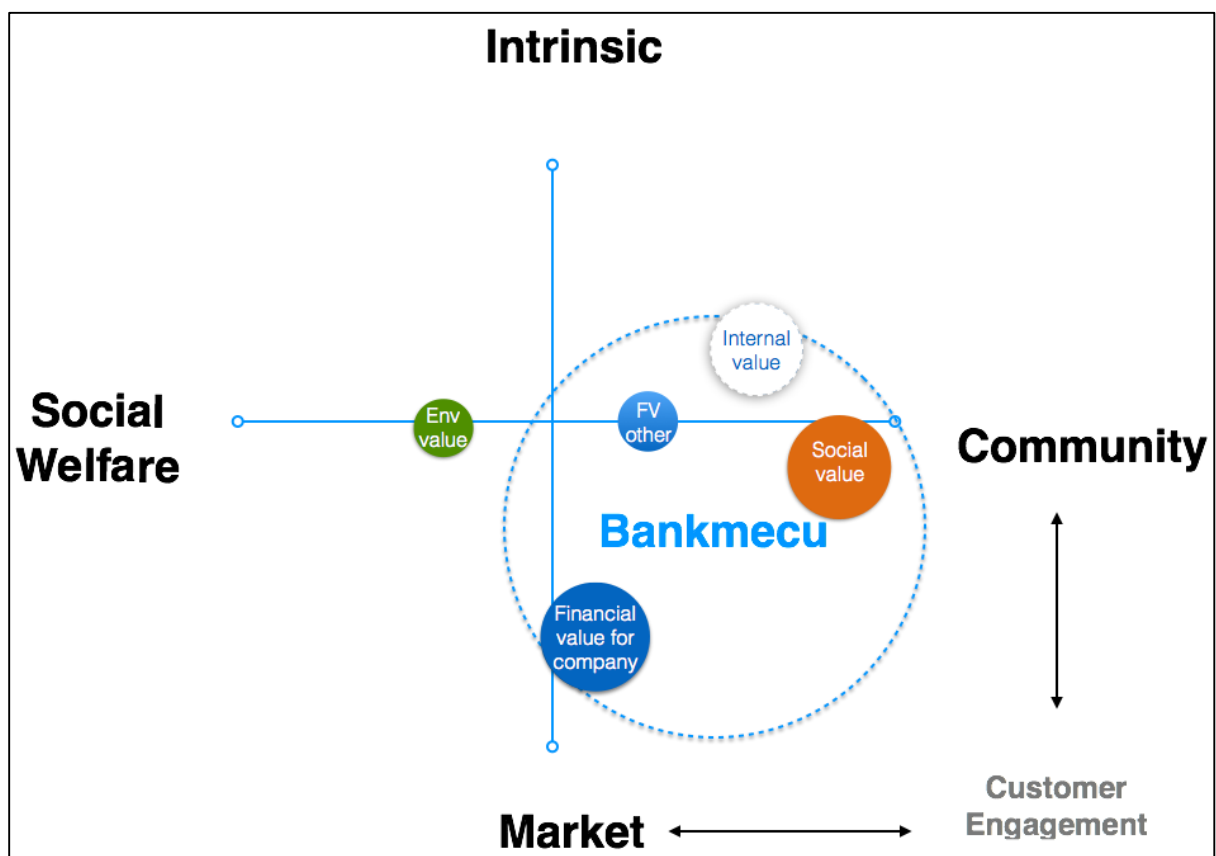 Intrinsic
Internal
value
Social
Welfare
Env
value
FV
other
Social
value
Community
Bankmecu
Financial
value for
company
Market
Customer
Engagement